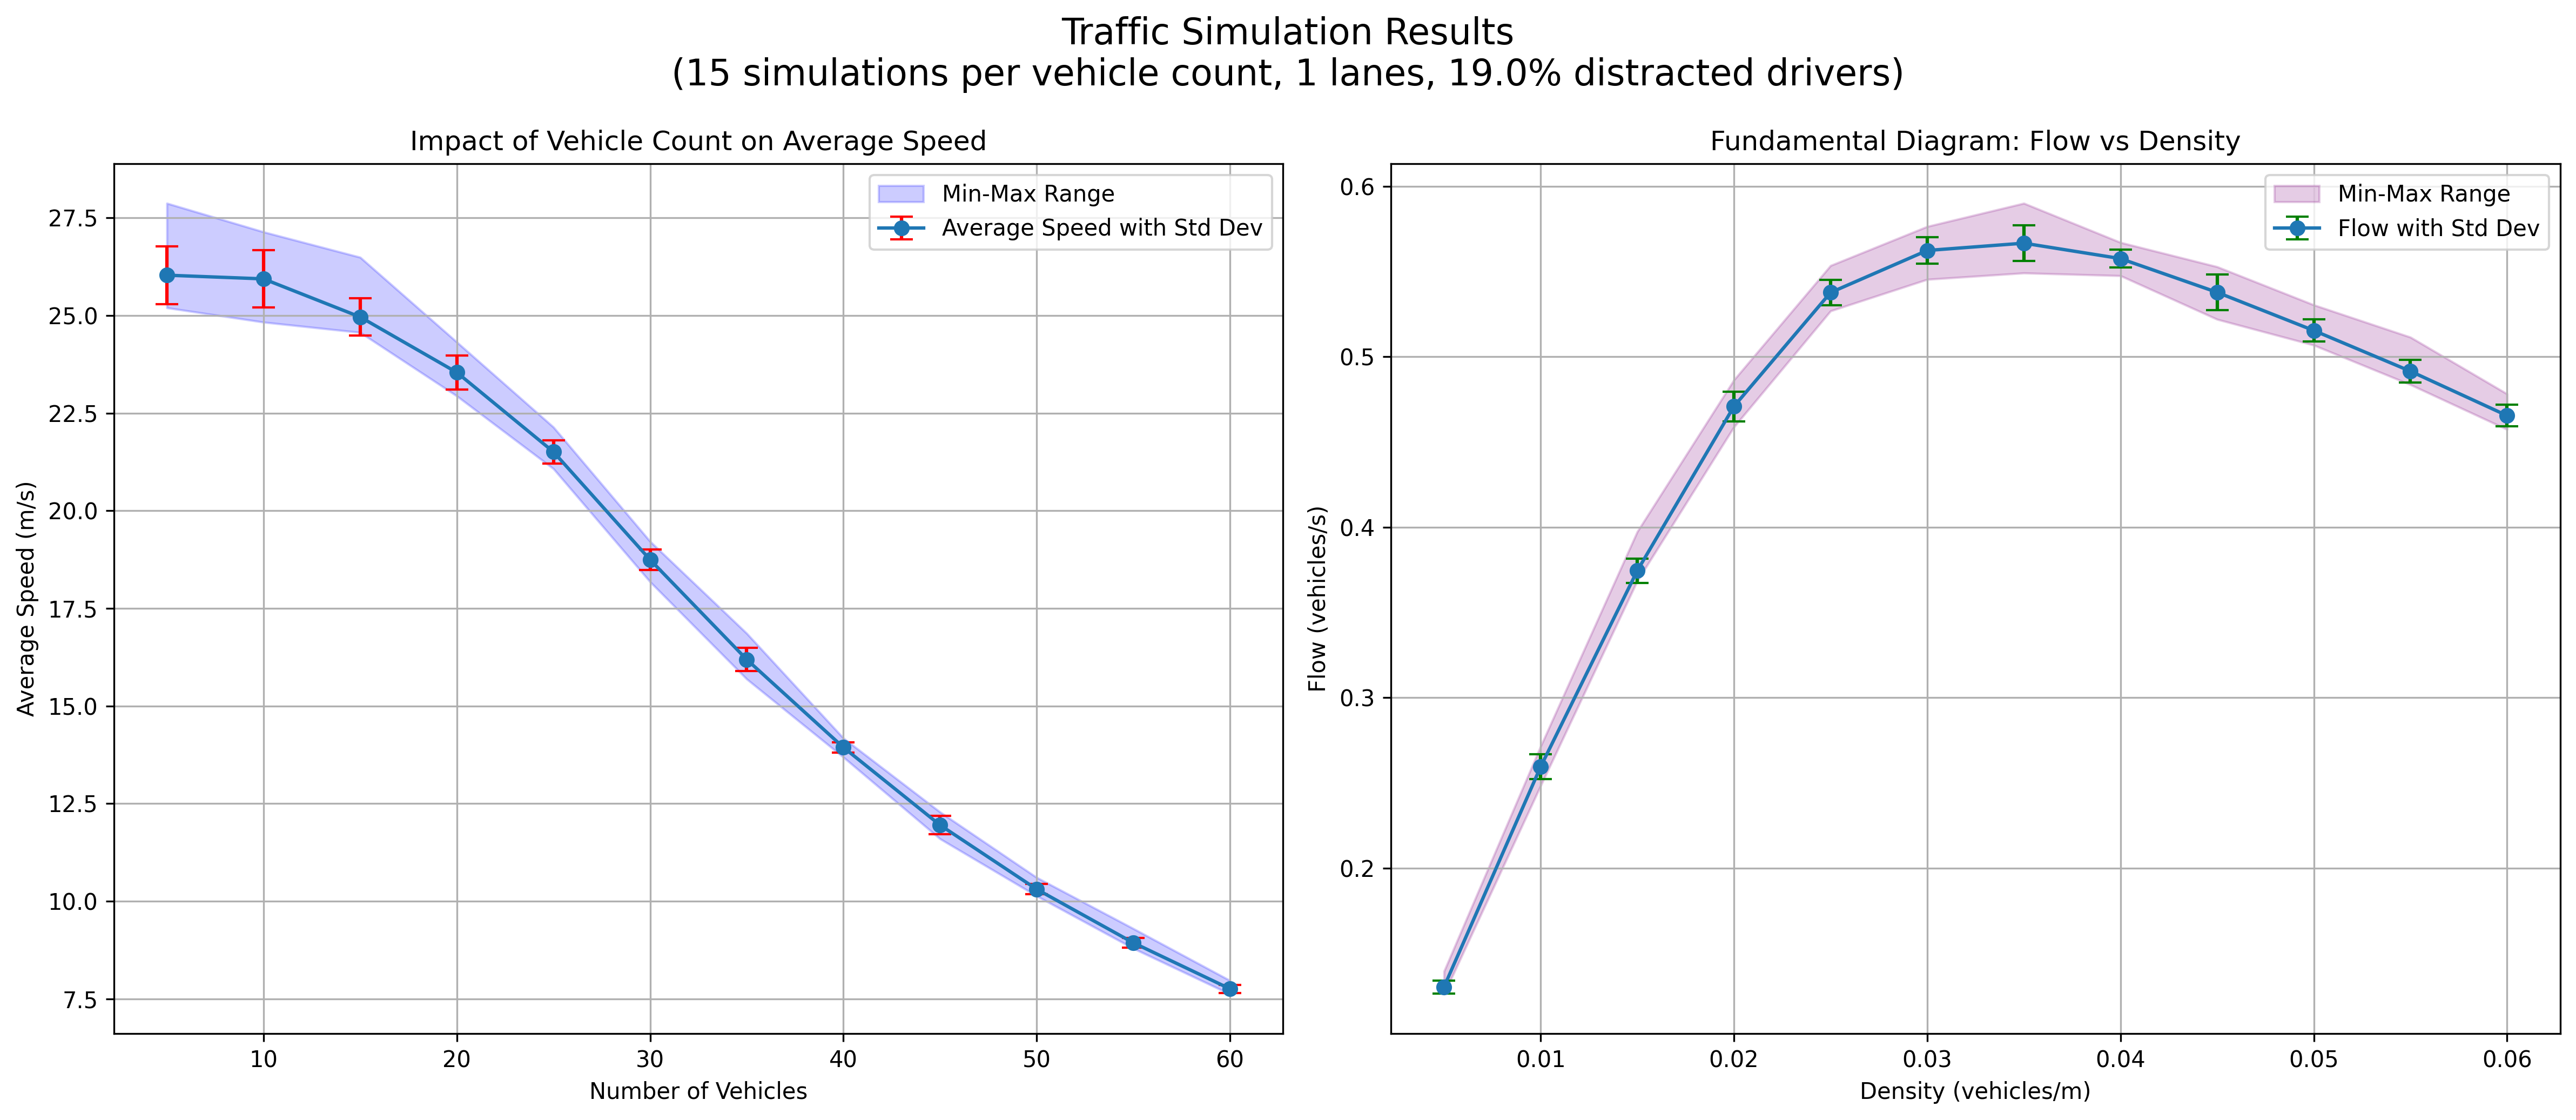 Traffic Simulation Results
(15 simulations per vehicle count, 1 lanes, 19.0% distracted drivers)
Impact of Vehicle Count on Average Speed
Min-Max Range
Average Speed with Std Dev
27.5
25.0
22.5
20.0
17.5
15.0
12.5
10.0
7.5
Average Speed (m/s)
10
20
30
40
50
60
Number of Vehicles
Fundamental Diagram: Flow vs Density
Min-Max Range
Flow with Std Dev
0.6
0.5
0.4
0.3
0.2
Flow (vehicles/s)
0.01
0.02
0.03
0.04
0.05
0.06
Density (vehicles/m)